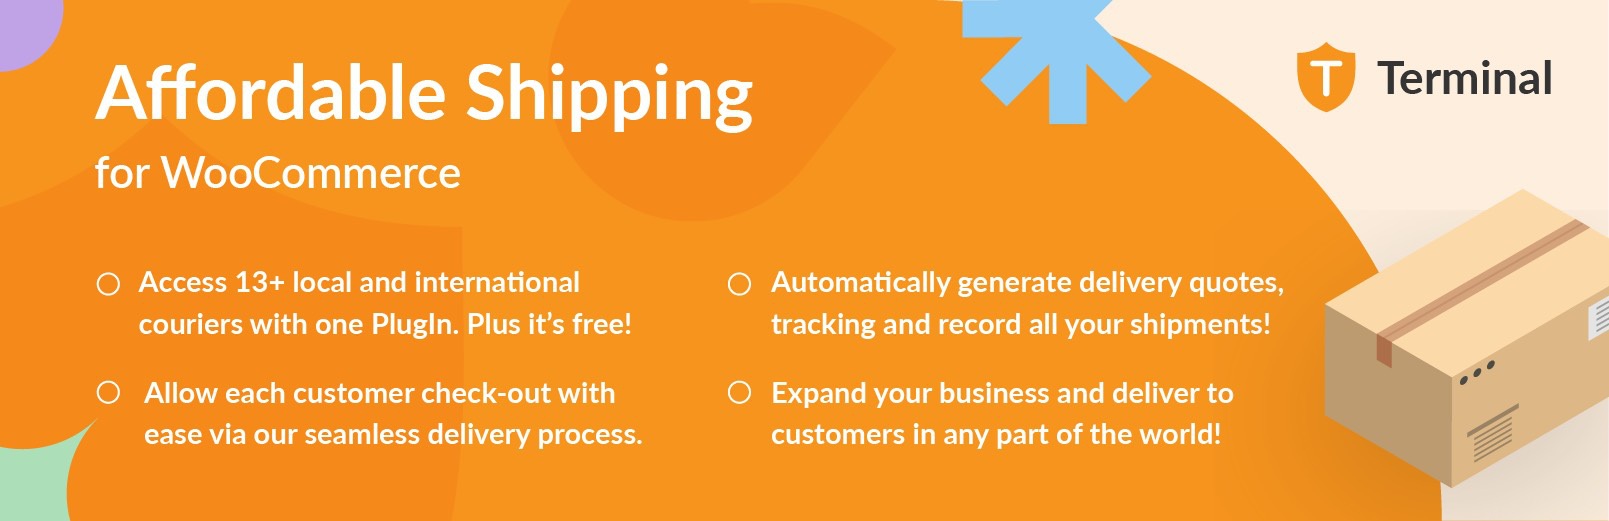 Affordable Shipping
for WooCommerce
T Terminal
Access 13+ local and international
couriers with one PlugIn. Plus it's free!
Allow each customer check-out with
ease via our seamless delivery process.
Automatically generate delivery quotes,
tracking and record all your shipments!
Expand your business and deliver to
customers in any part of the world!